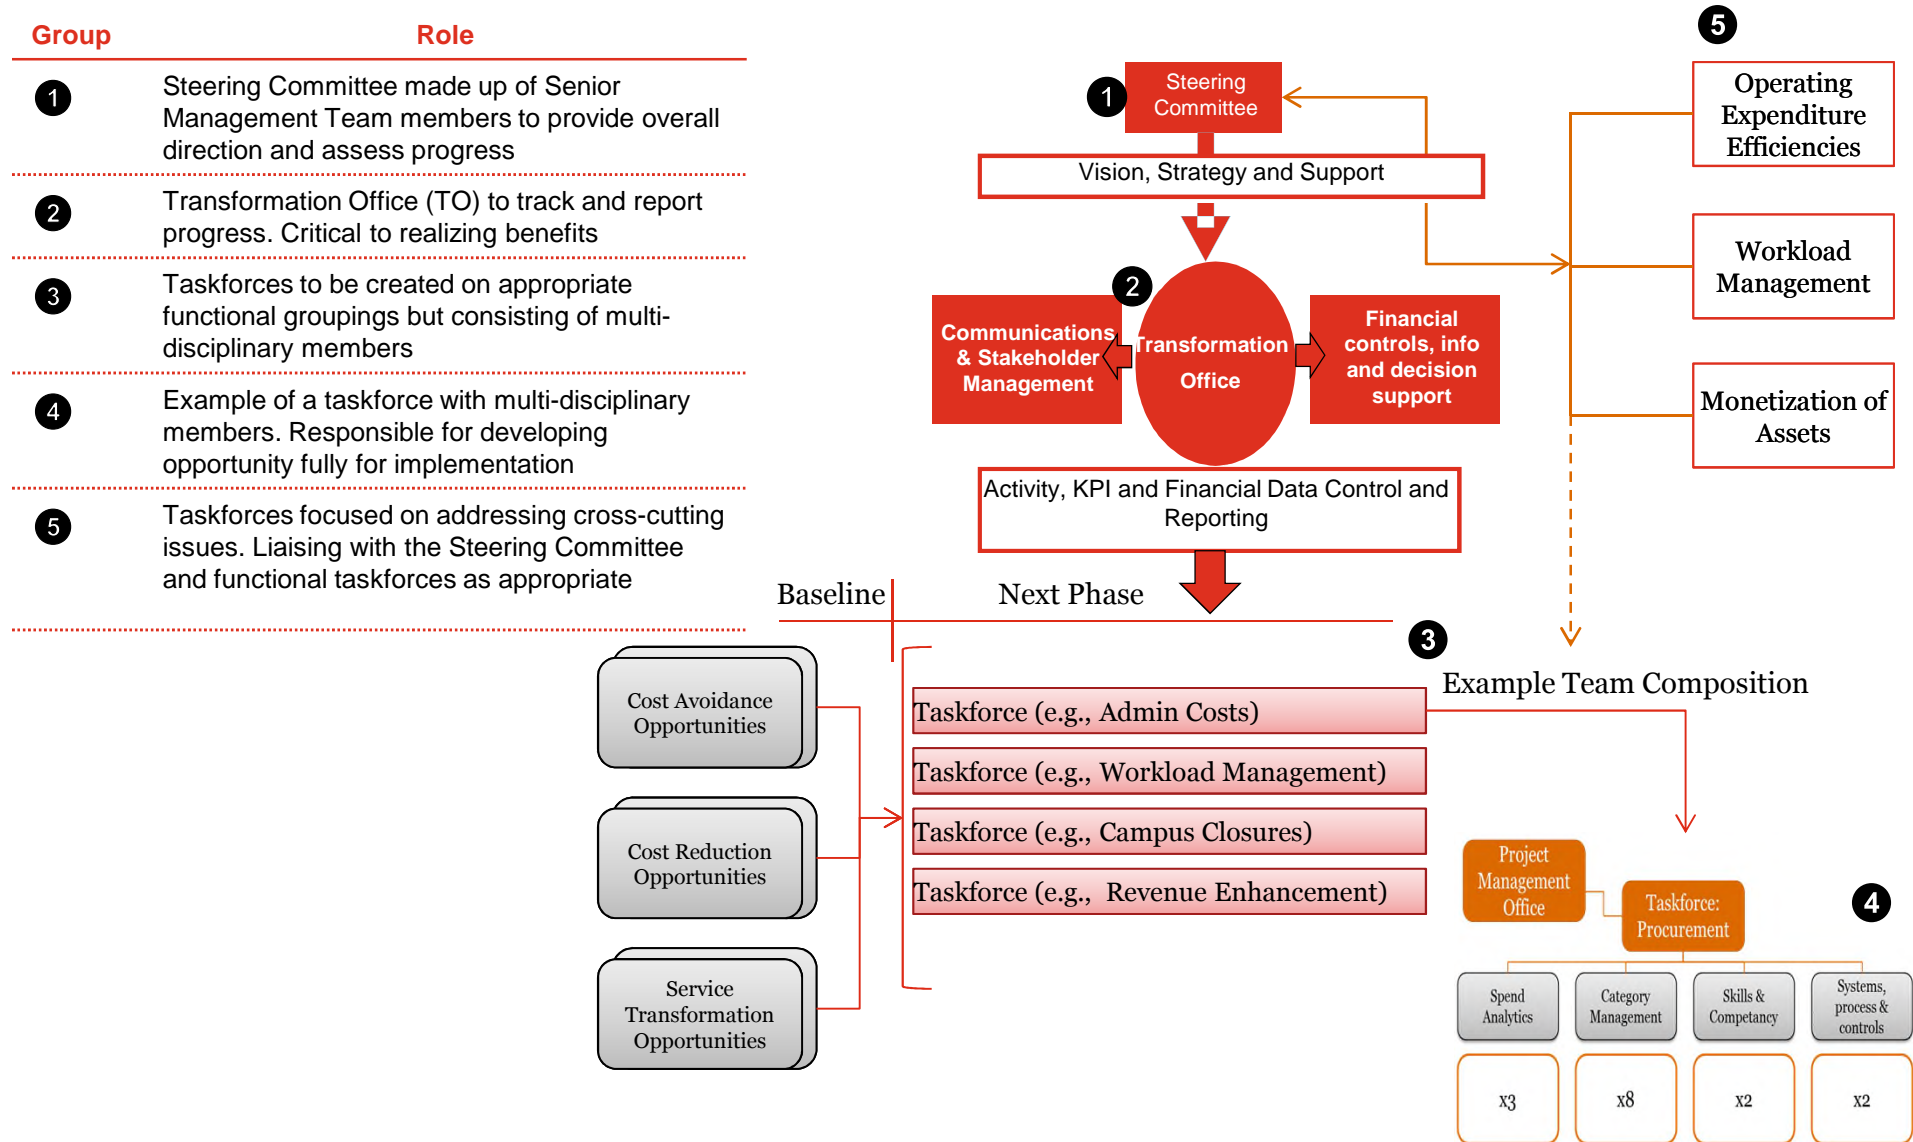 Group Role
1
Steering Committee made up of Senior
Management Team members to provide overall
direction and assess progress
2
Transformation Office (TO) to track and report
progress. Critical to realizing benefits
3
Taskforces to be created on appropriate
functional groupings but consisting of multi-
disciplinary members
4
Example of a taskforce with multi-disciplinary
members. Responsible for developing
opportunity fully for implementation
5
Taskforces focused on addressing cross-cutting
issues. Liaising with the Steering Committee
and functional taskforces as appropriate
1
Steering
Committee
Vision, Strategy and Support
2
Communications
& Stakeholder
Management
Transformation
Office
Financial
controls, info
and decision
support
Activity, KPI and Financial Data Control and
Reporting
5
Operating
Expenditure
Efficiencies
Workload
Management
Monetization of
Assets
Baseline
Next Phase
3
Cost Avoidance
Opportunities
Cost Reduction
Opportunities
Service
Transformation
Opportunities
Taskforce (e.g., Admin Costs)
Taskforce (e.g., Workload Management)
Taskforce (e.g., Campus Closures)
Taskforce (e.g., Revenue Enhancement)
Example Team Composition
Project
Management
Office
Taskforce:
Procurement
4
Spend
Analytics
Category
Management
Skills &
Competancy
Systems,
process &
controls
x3
x8
x2
x2